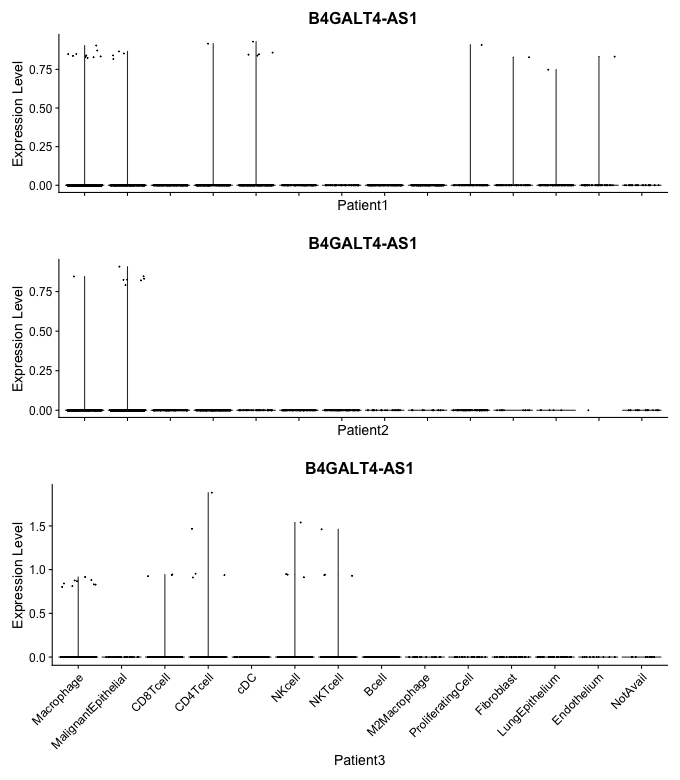 B4GALT4-AS1
Expression Level
0.75
0.50
0.25
0.00
Patient1
B4GALT4-AS1
Expression Level
0.75
0.50
0.25
0.00
Patient2
B4GALT4-AS1
Expression Level
1.5
1.0
0.5
0.0
Macrophage
MalignantEpithelial
CD8Tcell
CD4Tcell
cDC
NKcell
NKTcell
Bcell
M2Macrophage
ProliferatingCell
Fibroblast
LungEpithelium
Endothelium
NotAvail
Patient3